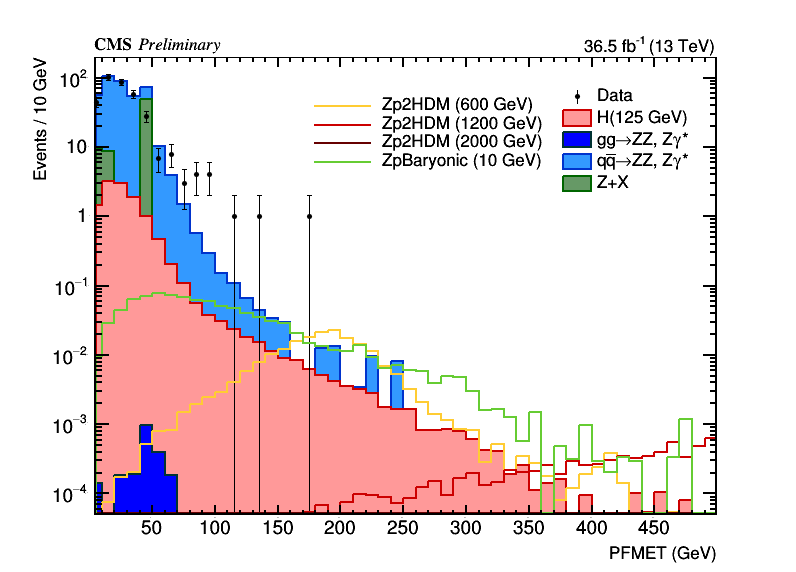 CMS Preliminary
36.5 fb⁻¹ (13 TeV)
Events / 10 GeV
10²
10
1
10⁻¹
10⁻²
10⁻³
10⁻⁴
Zp2HDM (600 GeV)
Zp2HDM (1200 GeV)
Zp2HDM (2000 GeV)
ZpBaryonic (10 GeV)
Data
H(125 GeV)
gg→ZZ, Zγ*
qq̅→ZZ, Zγ*
Z+X
50 100 150 200 250 300 350 400 450
PFMET (GeV)